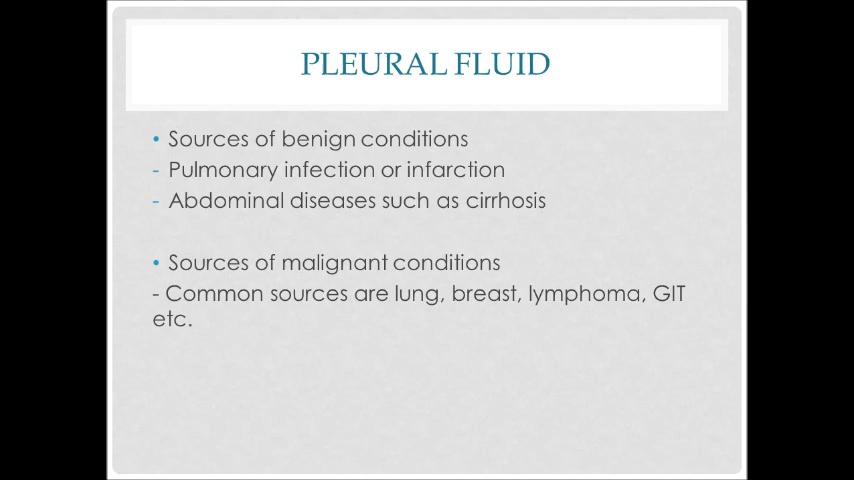 PLEURAL FLUID
• Sources of benign conditions
- Pulmonary infection or infarction
- Abdominal diseases such as cirrhosis
• Sources of malignant conditions
- Common sources are lung, breast, lymphoma, GIT
etc.